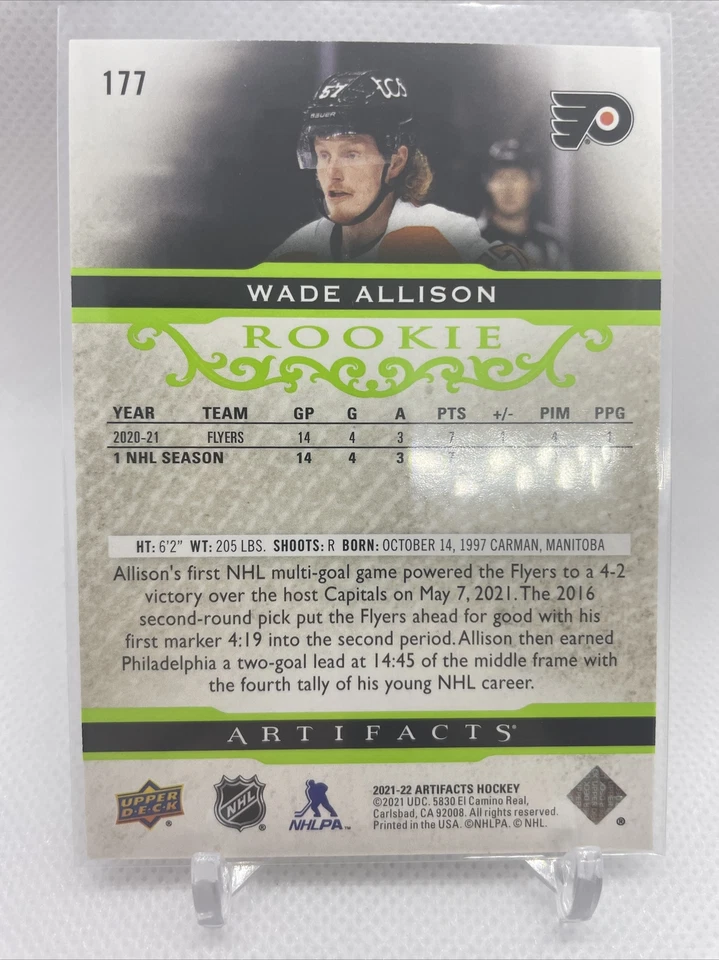 177
57
TCS
BAUER
WADE ALLISON
ROOKIE
YEAR TEAM GP G A PTS +/- PIM PPG
2020-21 FLYERS 14 4 3 7 1 4 1
1 NHL SEASON 14 4 3 7
HT: 6'2" WT: 205 LBS. SHOOTS: R BORN: OCTOBER 14, 1997 CARMAN, MANITOBA
Allison's first NHL multi-goal game powered the Flyers to a 4-2
victory over the host Capitals on May 7, 2021. The 2016
second-round pick put the Flyers ahead for good with his
first marker 4:19 into the second period. Allison then earned
Philadelphia a two-goal lead at 14:45 of the middle frame with
the fourth tally of his young NHL career.
ARTIFACTS®
UPPER
D·E·C·K ®
NHL ®
NHLPA™
2021-22 ARTIFACTS HOCKEY
©2021 UDC. 5830 El Camino Real,
Carlsbad, CA 92008. All rights reserved.
Printed in the USA. ©NHLPA. © NHL.
®